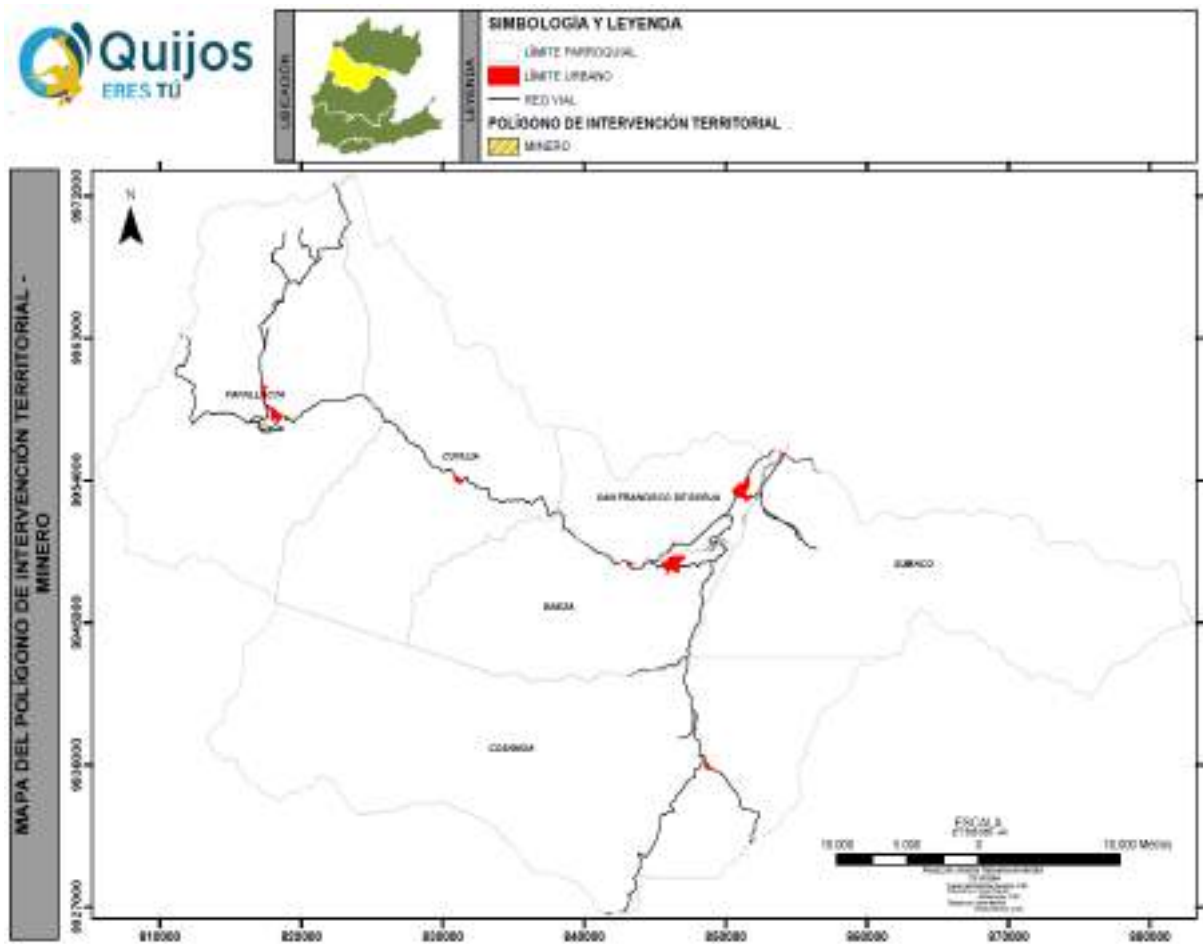 Quijos
ERES TÚ
UBICACIÓN
LEYENDA
SIMBOLOGÍA Y LEYENDA
LÍMITE PARROQUIAL
LÍMITE URBANO
RED VIAL
POLÍGONO DE INTERVENCIÓN TERRITORIAL
MINERO
MAPA DEL POLÍGONO DE INTERVENCIÓN TERRITORIAL -
MINERO
N
9972000
9963000
9954000
9945000
9936000
9927000
PAPALLACTA
CUYUJA
SAN FRANCISCO DE BORJA
SUMACO
BAEZA
COSANGA
ESCALA
10.000 5.000 0 10.000 Metros
810000 820000 830000 840000 850000 860000 870000 880000